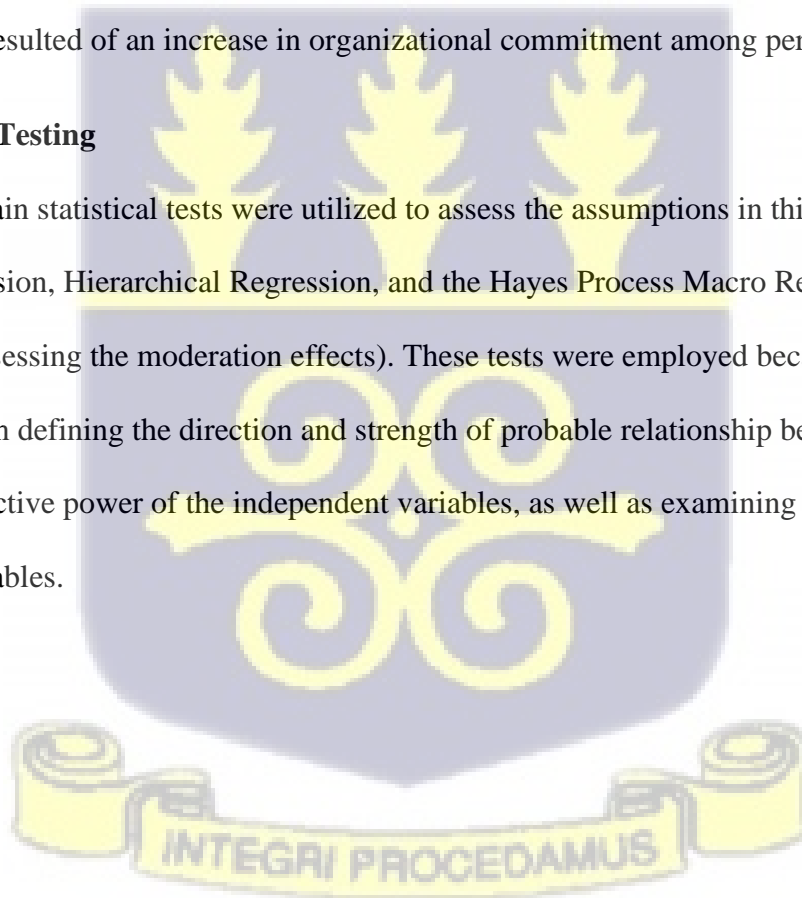 esulted of an increase in organizational commitment among per
Testing
ain statistical tests were utilized to assess the assumptions in thi
sion, Hierarchical Regression, and the Hayes Process Macro Re
sessing the moderation effects). These tests were employed bec
n defining the direction and strength of probable relationship be
ctive power of the independent variables, as well as examining
ables.
INTEGRI PROCEDAMUS